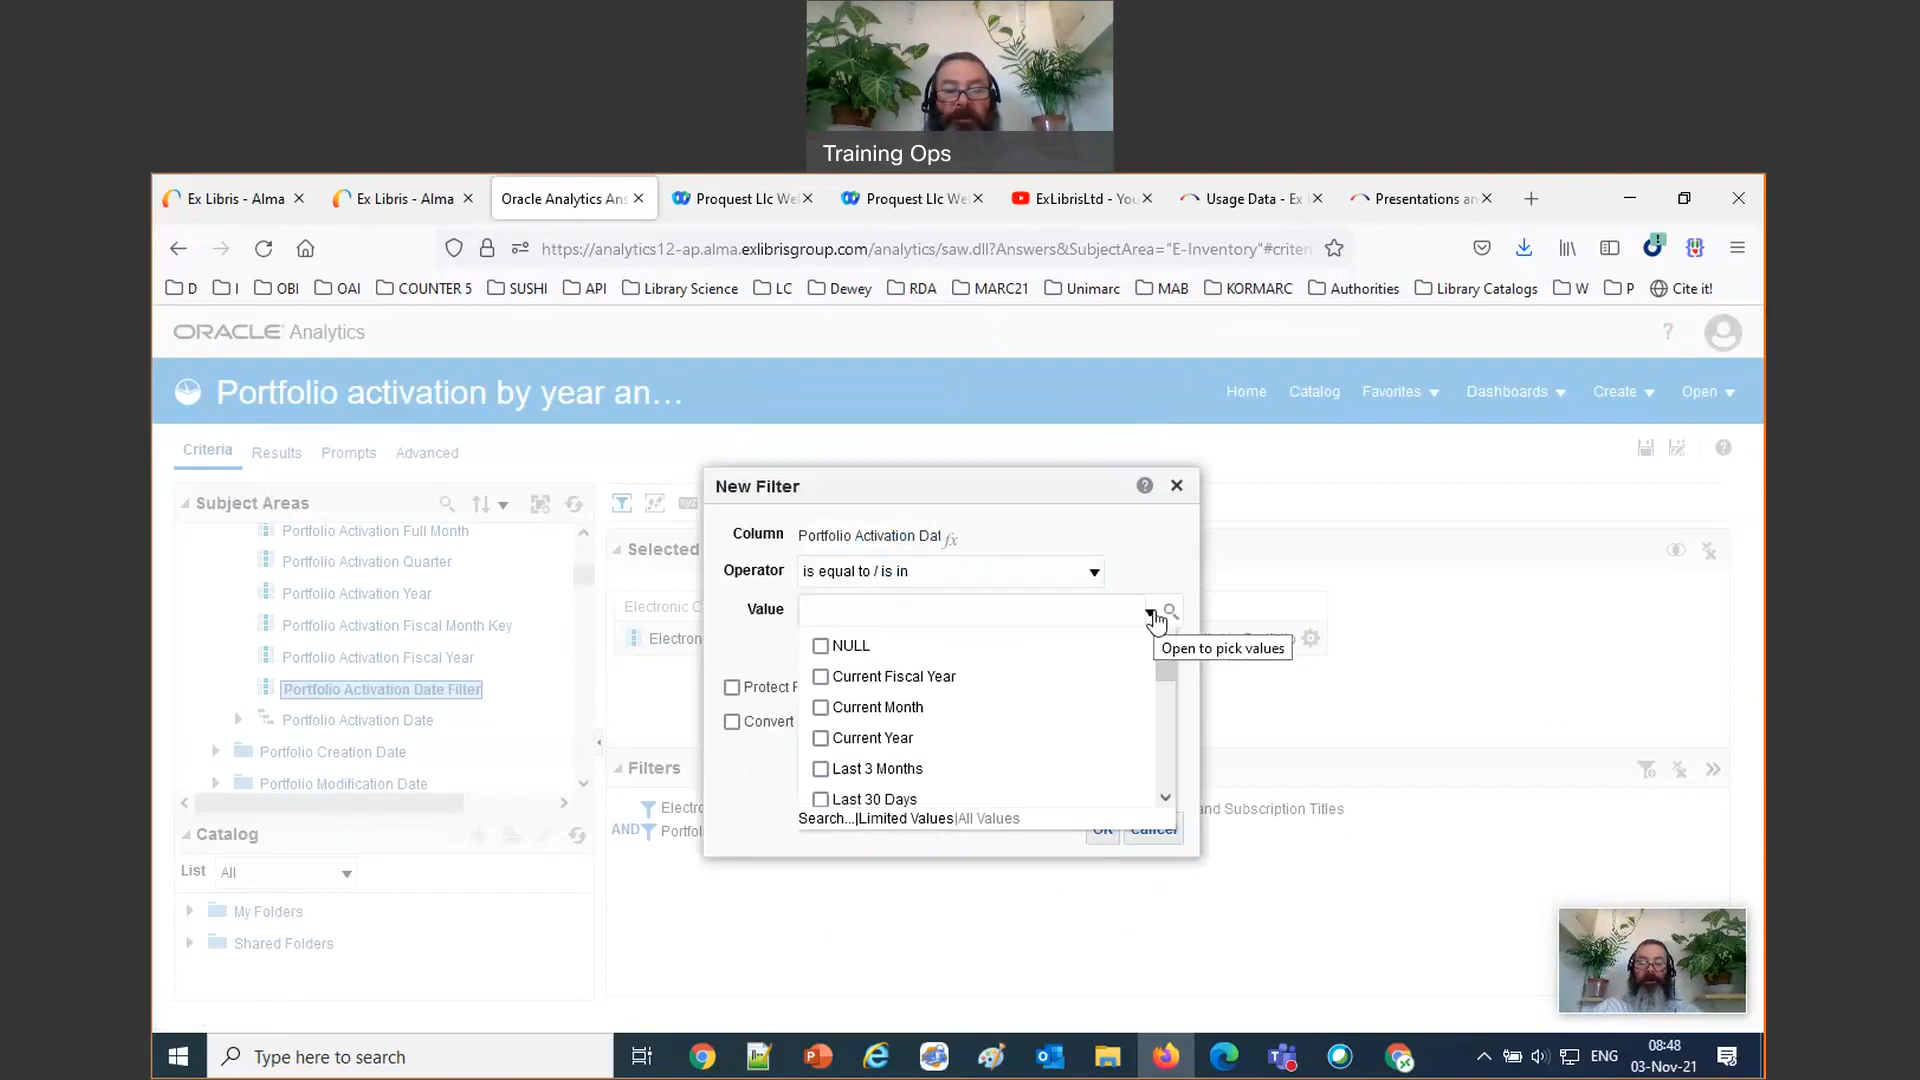 Training Ops
Ex Libris - Alma
Ex Libris - Alma
Oracle Analytics Ans
Proquest Llc We
Proquest Llc We
ExLibrisLtd - You
Usage Data - Ex
Presentations an
https://analytics12-ap.alma.exlibrisgroup.com/analytics/saw.dll?Answers&SubjectArea="E-Inventory"#criter
D
I
OBI
OAI
COUNTER 5
SUSHI
API
Library Science
LC
Dewey
RDA
MARC21
Unimarc
MAB
KORMARC
Authorities
Library Catalogs
W
P
Cite it!
ORACLE Analytics
Portfolio activation by year an...
Home
Catalog
Favorites
Dashboards
Create
Open
Criteria
Results
Prompts
Advanced
Subject Areas
Portfolio Activation Full Month
Portfolio Activation Quarter
Portfolio Activation Year
Portfolio Activation Fiscal Month Key
Portfolio Activation Fiscal Year
Portfolio Activation Date Filter
Portfolio Activation Date
Portfolio Creation Date
Portfolio Modification Date
Catalog
List
All
My Folders
Shared Folders
Selected
Electronic C
Electron
Filters
Electro
and Subscription Titles
AND
Portfo
New Filter
Column
Portfolio Activation Dat
fx
Operator
is equal to / is in
Value
NULL
Current Fiscal Year
Current Month
Current Year
Last 3 Months
Last 30 Days
Search...|Limited Values|All Values
Open to pick values
Protect F
Convert
OK
Cancel
Type here to search
ENG
08:48
03-Nov-21